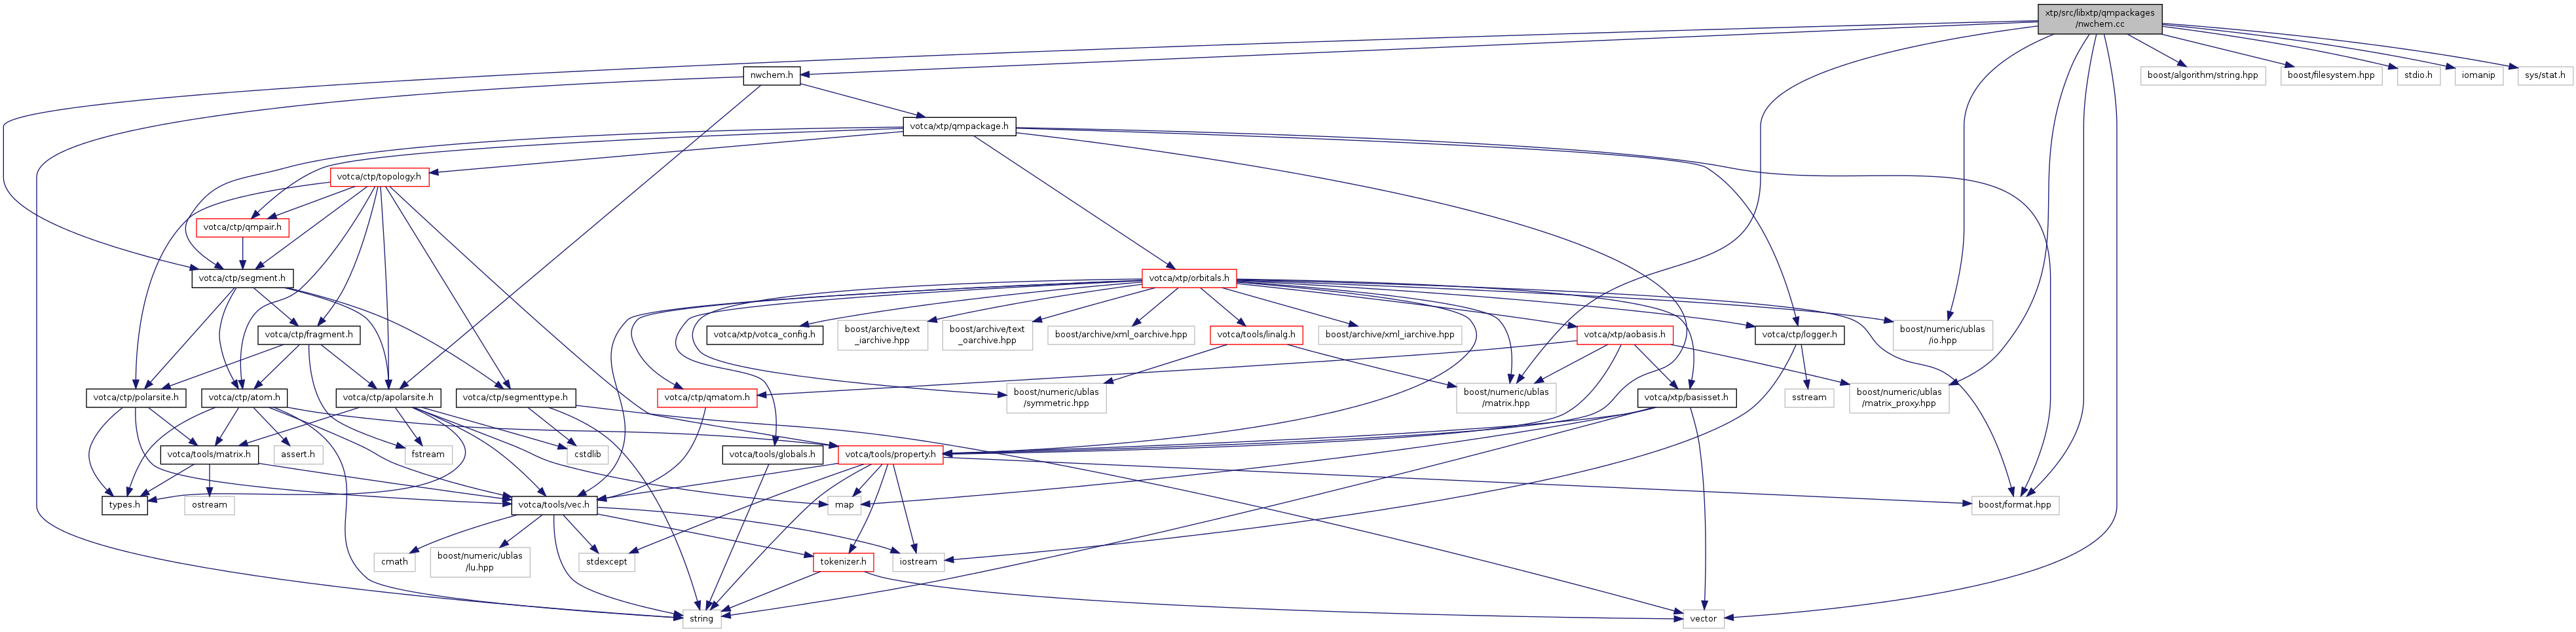 xtp/src/libxtp/qmpackages
/nwchem.cc
nwchem.h
boost/algorithm/string.hpp
boost/filesystem.hpp
stdio.h
iomanip
sys/stat.h
votca/xtp/qmpackage.h
votca/ctp/topology.h
votca/ctp/qmpair.h
votca/ctp/segment.h
votca/xtp/orbitals.h
votca/ctp/fragment.h
votca/xtp/votca_config.h
boost/archive/text
_iarchive.hpp
boost/archive/text
_oarchive.hpp
boost/archive/xml_oarchive.hpp
votca/tools/linalg.h
boost/archive/xml_iarchive.hpp
votca/xtp/aobasis.h
votca/ctp/logger.h
boost/numeric/ublas
/io.hpp
votca/ctp/polarsite.h
votca/ctp/atom.h
votca/ctp/apolarsite.h
votca/ctp/segmenttype.h
votca/ctp/qmatom.h
boost/numeric/ublas
/symmetric.hpp
boost/numeric/ublas
/matrix.hpp
votca/xtp/basisset.h
sstream
boost/numeric/ublas
/matrix_proxy.hpp
votca/tools/matrix.h
assert.h
fstream
cstdlib
votca/tools/globals.h
votca/tools/property.h
types.h
ostream
votca/tools/vec.h
map
boost/format.hpp
cmath
boost/numeric/ublas
/lu.hpp
stdexcept
tokenizer.h
iostream
string
vector